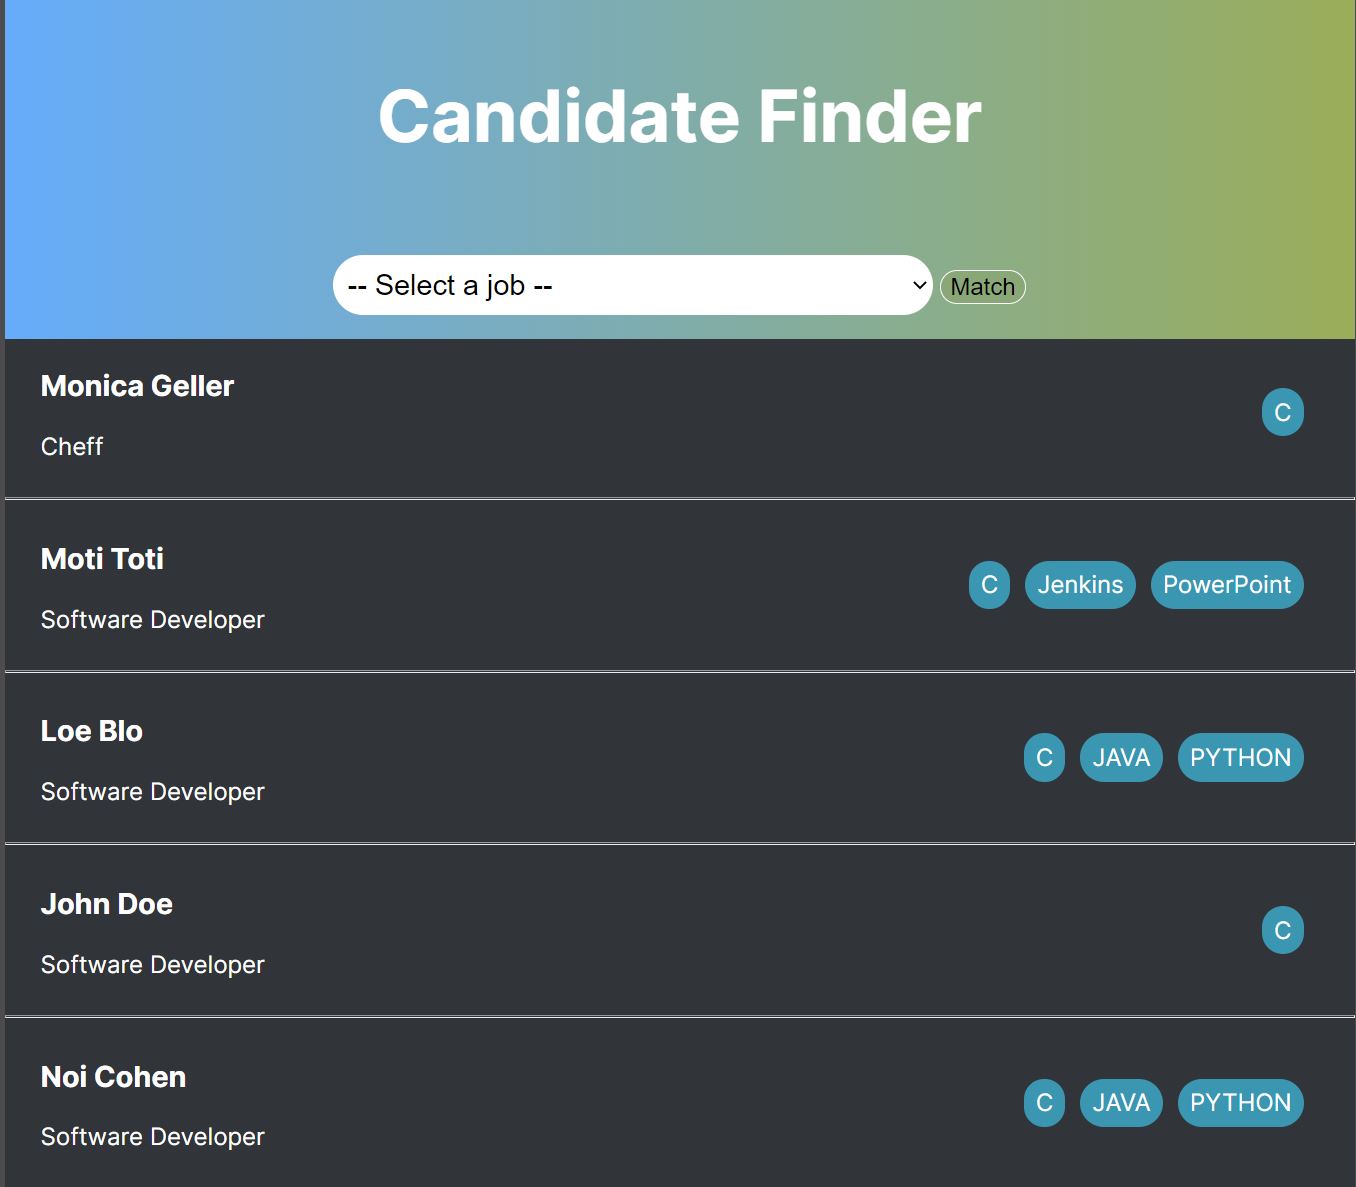 Candidate Finder
-- Select a job --
Match
Monica Geller
C
Cheff
Moti Toti
C Jenkins PowerPoint
Software Developer
Loe Blo
C JAVA PYTHON
Software Developer
John Doe
C
Software Developer
Noi Cohen
C JAVA PYTHON
Software Developer